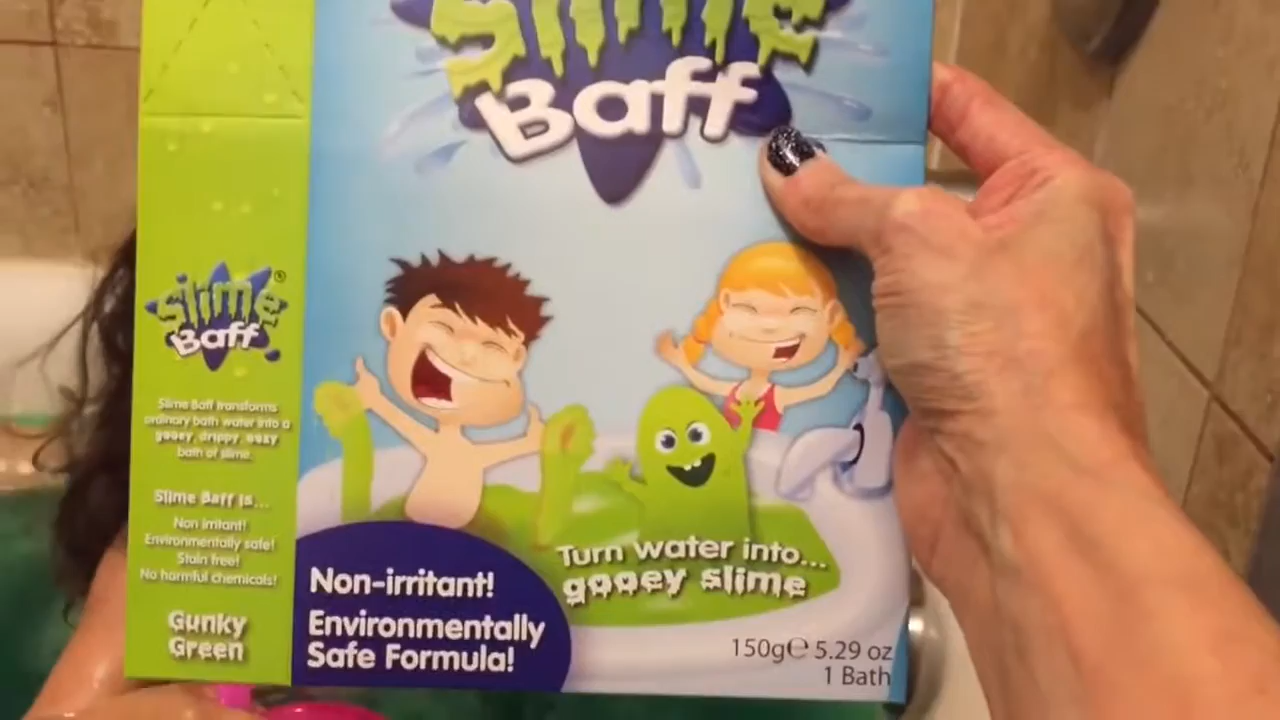 Slime
Baff
Slime®
Baff
Slime Baff transforms
ordinary bath water into a
gooey, drippy, oozy
bath of slime.
Slime Baff is...
Non irritant!
Environmentally safe!
Stain free!
No harmful chemicals!
Gunky
Green
Turn water into...
gooey slime
Non-irritant!
Environmentally
Safe Formula!
150g℮ 5.29 oz
1 Bath